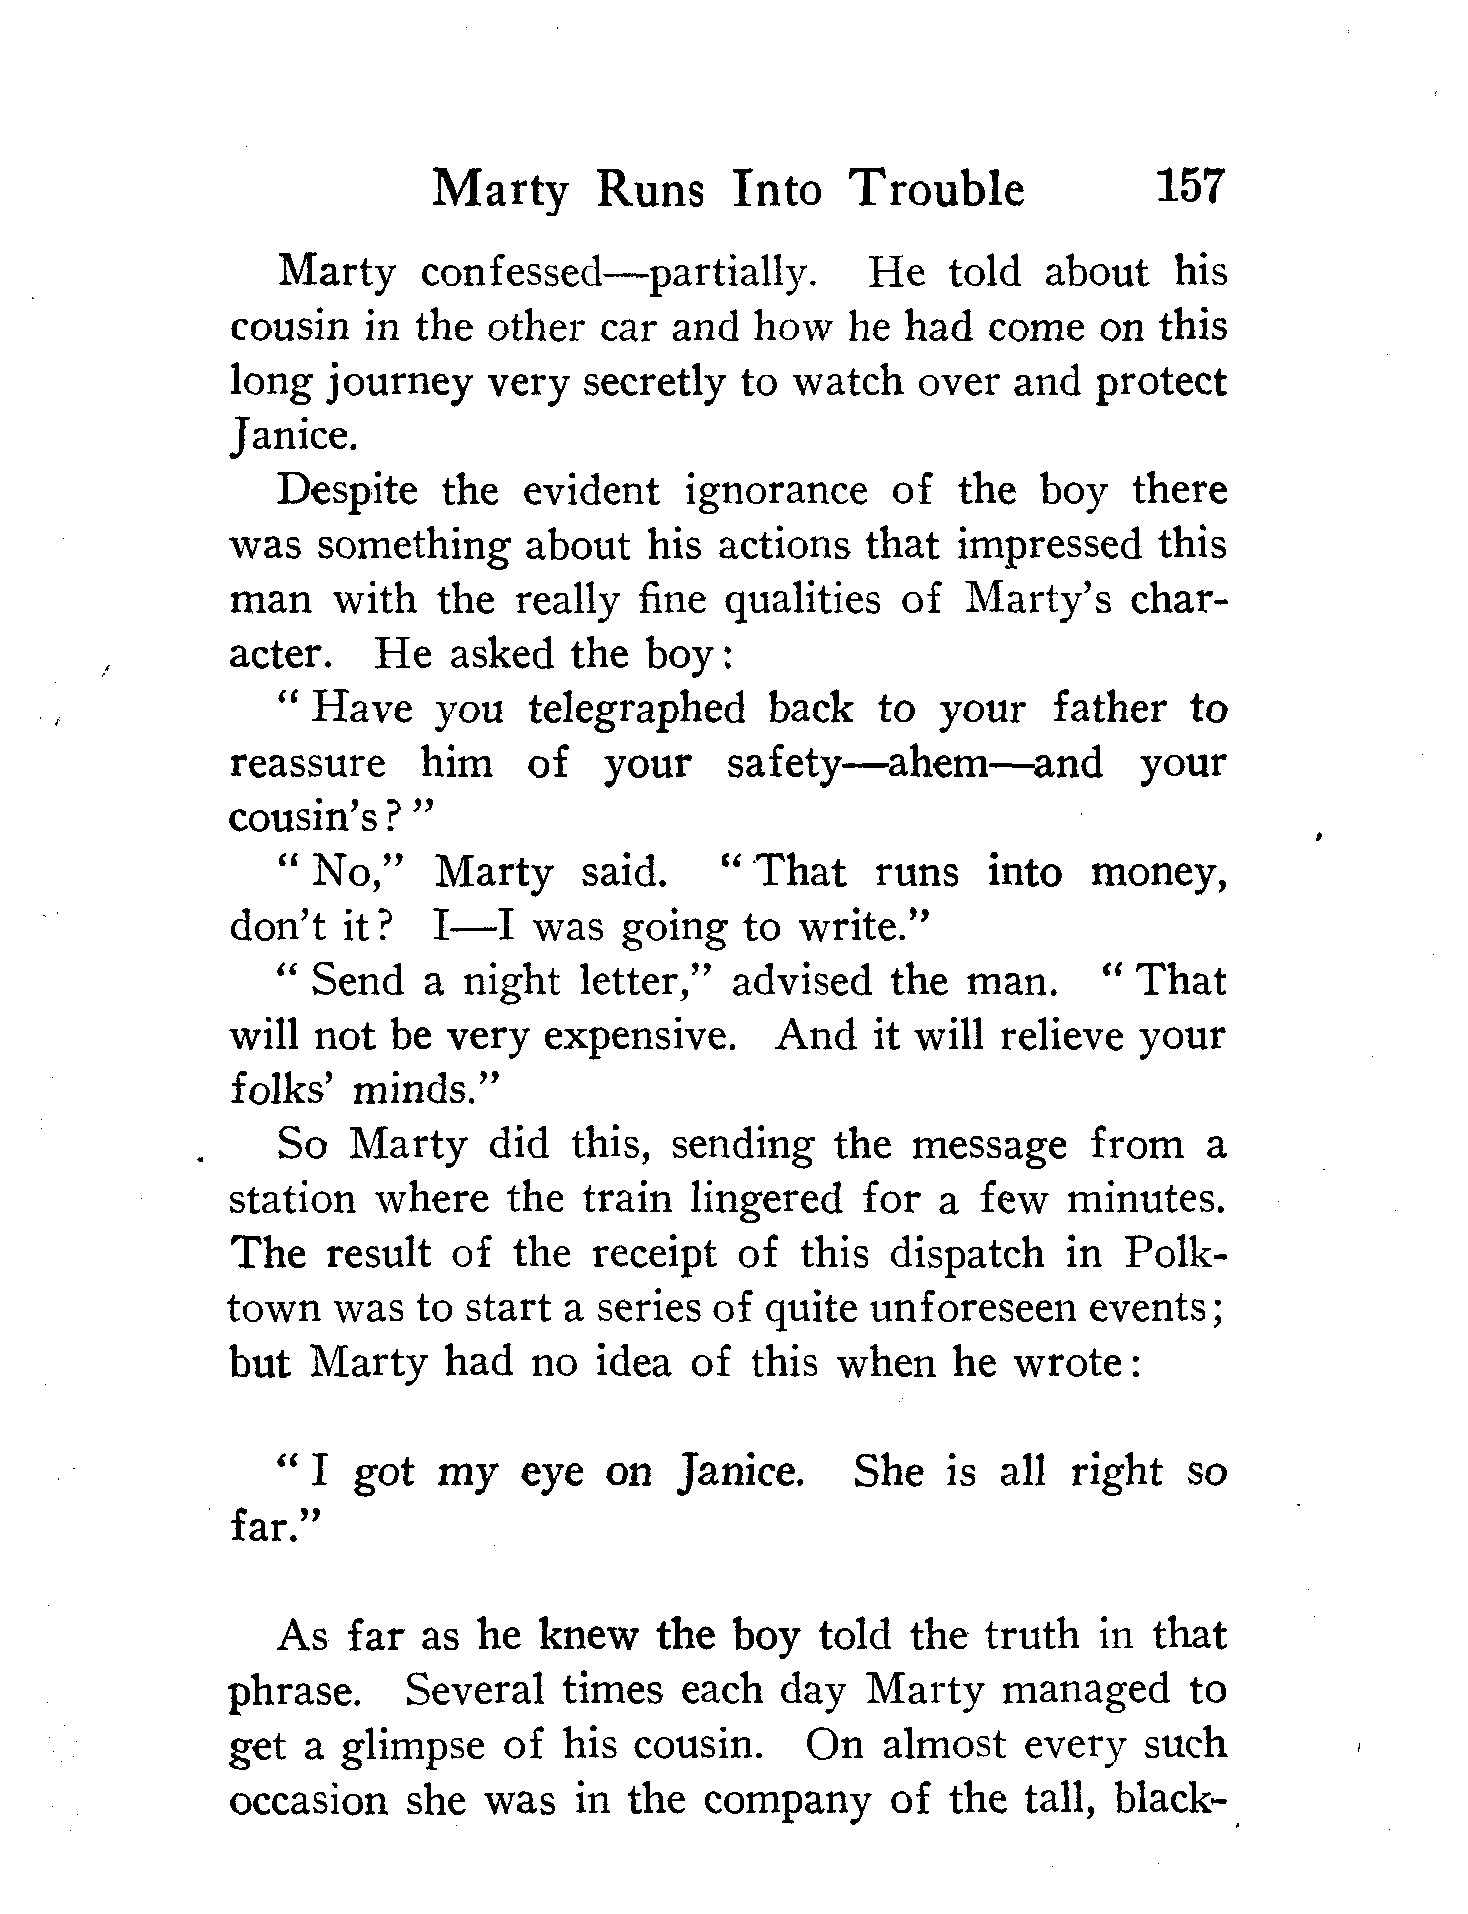 Marty Runs Into Trouble 157
Marty confessed—partially. He told about his
cousin in the other car and how he had come on this
long journey very secretly to watch over and protect
Janice.
Despite the evident ignorance of the boy there
was something about his actions that impressed this
man with the really fine qualities of Marty's char-
acter. He asked the boy:
" Have you telegraphed back to your father to
reassure him of your safety—ahem—and your
cousin's? "
" No," Marty said. " That runs into money,
don't it? I—I was going to write."
" Send a night letter," advised the man. " That
will not be very expensive. And it will relieve your
folks' minds."
So Marty did this, sending the message from a
station where the train lingered for a few minutes.
The result of the receipt of this dispatch in Polk-
town was to start a series of quite unforeseen events;
but Marty had no idea of this when he wrote:
" I got my eye on Janice. She is all right so
far."
As far as he knew the boy told the truth in that
phrase. Several times each day Marty managed to
get a glimpse of his cousin. On almost every such
occasion she was in the company of the tall, black-